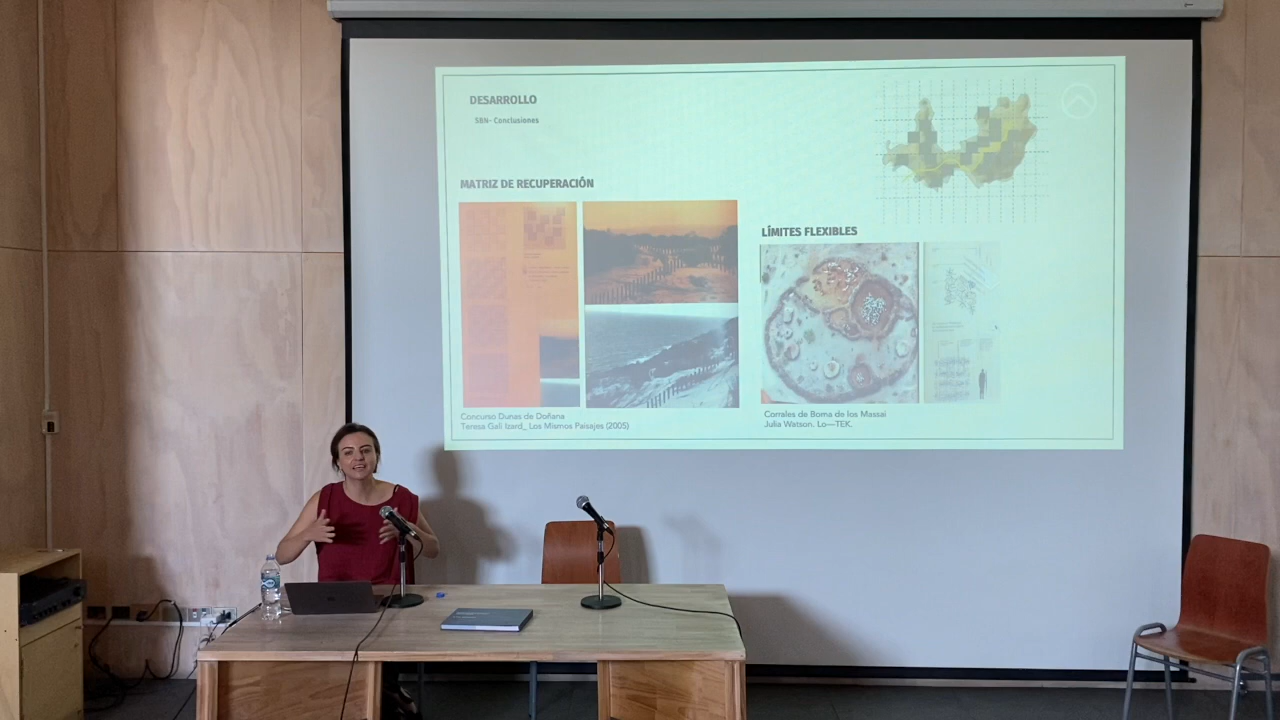 DESARROLLO
SBN- Conclusiones
MATRIZ DE RECUPERACIÓN
LÍMITES FLEXIBLES
Concurso Dunas de Doñana
Teresa Galí Izard_ Los Mismos Paisajes (2005)
Corrales de Boma de los Massai
Julia Watson. Lo—TEK.